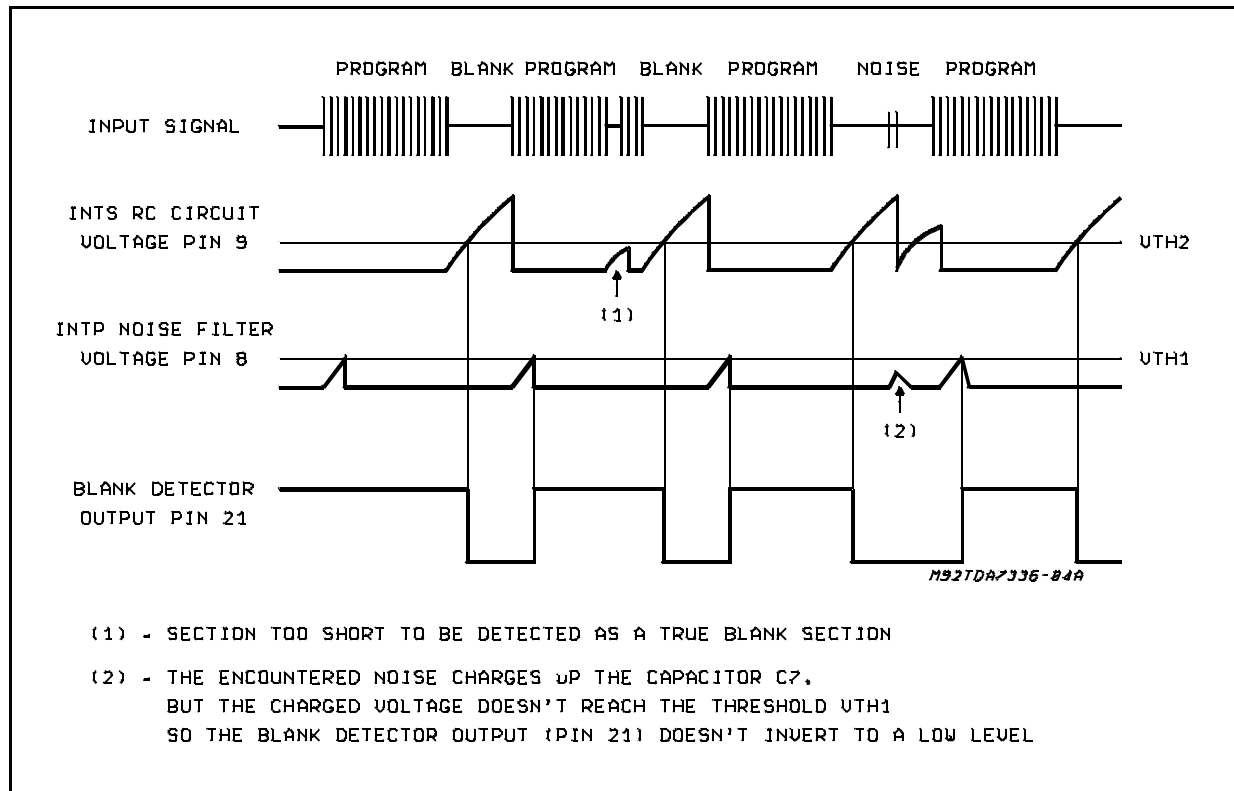 PROGRAM BLANK PROGRAM BLANK PROGRAM NOISE PROGRAM
INPUT SIGNAL
INTS RC CIRCUIT
VOLTAGE PIN 9
VTH2
(1)
INTP NOISE FILTER
VOLTAGE PIN 8
VTH1
(2)
BLANK DETECTOR
OUTPUT PIN 21
M92TDA7336-04A
(1) - SECTION TOO SHORT TO BE DETECTED AS A TRUE BLANK SECTION
(2) - THE ENCOUNTERED NOISE CHARGES UP THE CAPACITOR C7.
BUT THE CHARGED VOLTAGE DOESN'T REACH THE THRESHOLD VTH1
SO THE BLANK DETECTOR OUTPUT (PIN 21) DOESN'T INVERT TO A LOW LEVEL